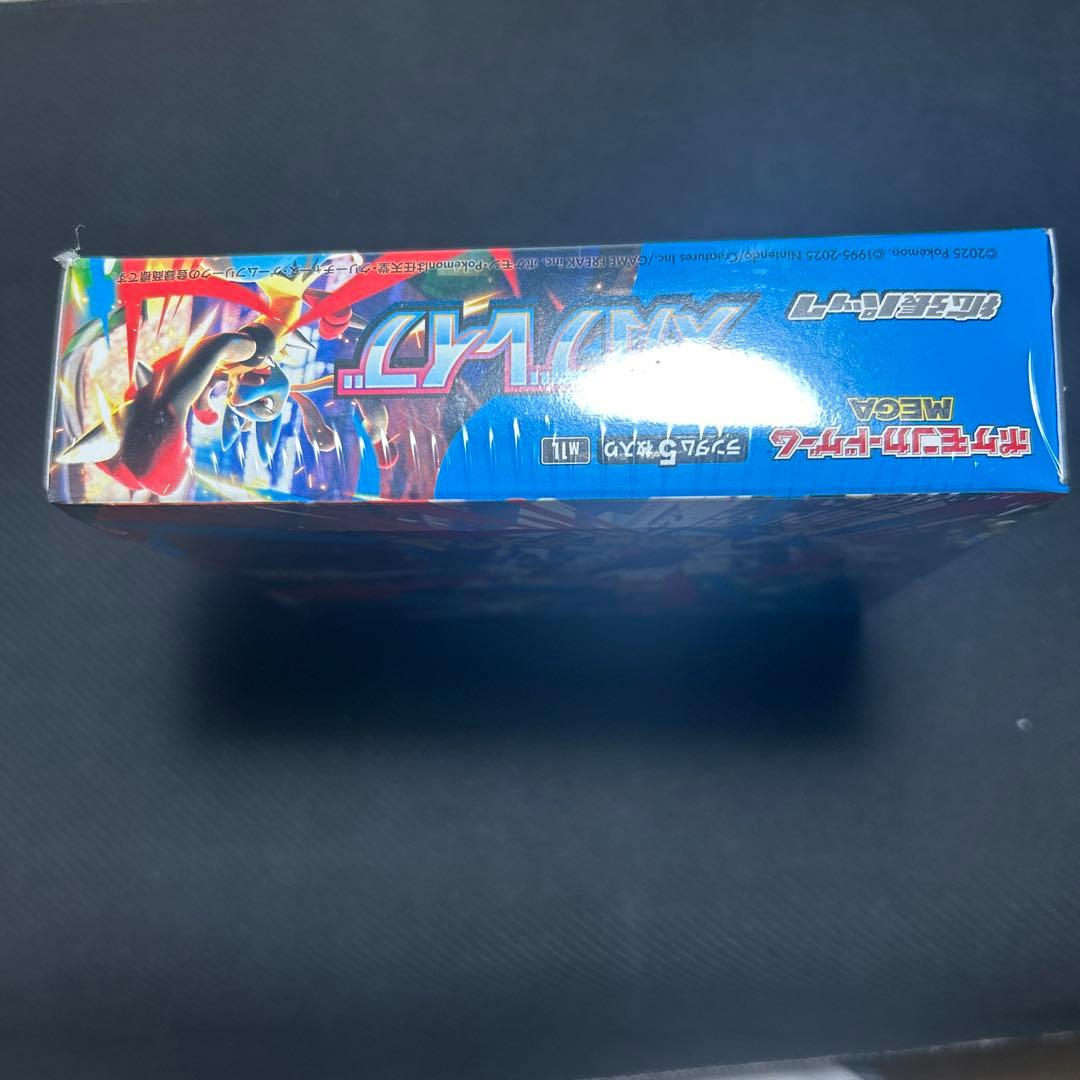 ポケモンカードゲーム
MEGA
拡張パック
メガブレイブ
ランダム5枚入り
M1L
©2025 Pokémon. ©1995-2025 Nintendo/Creatures Inc./GAME FREAK inc. ポケモン・Pokémonは任天堂・クリーチャーズ・ゲームフリークの登録商標です。